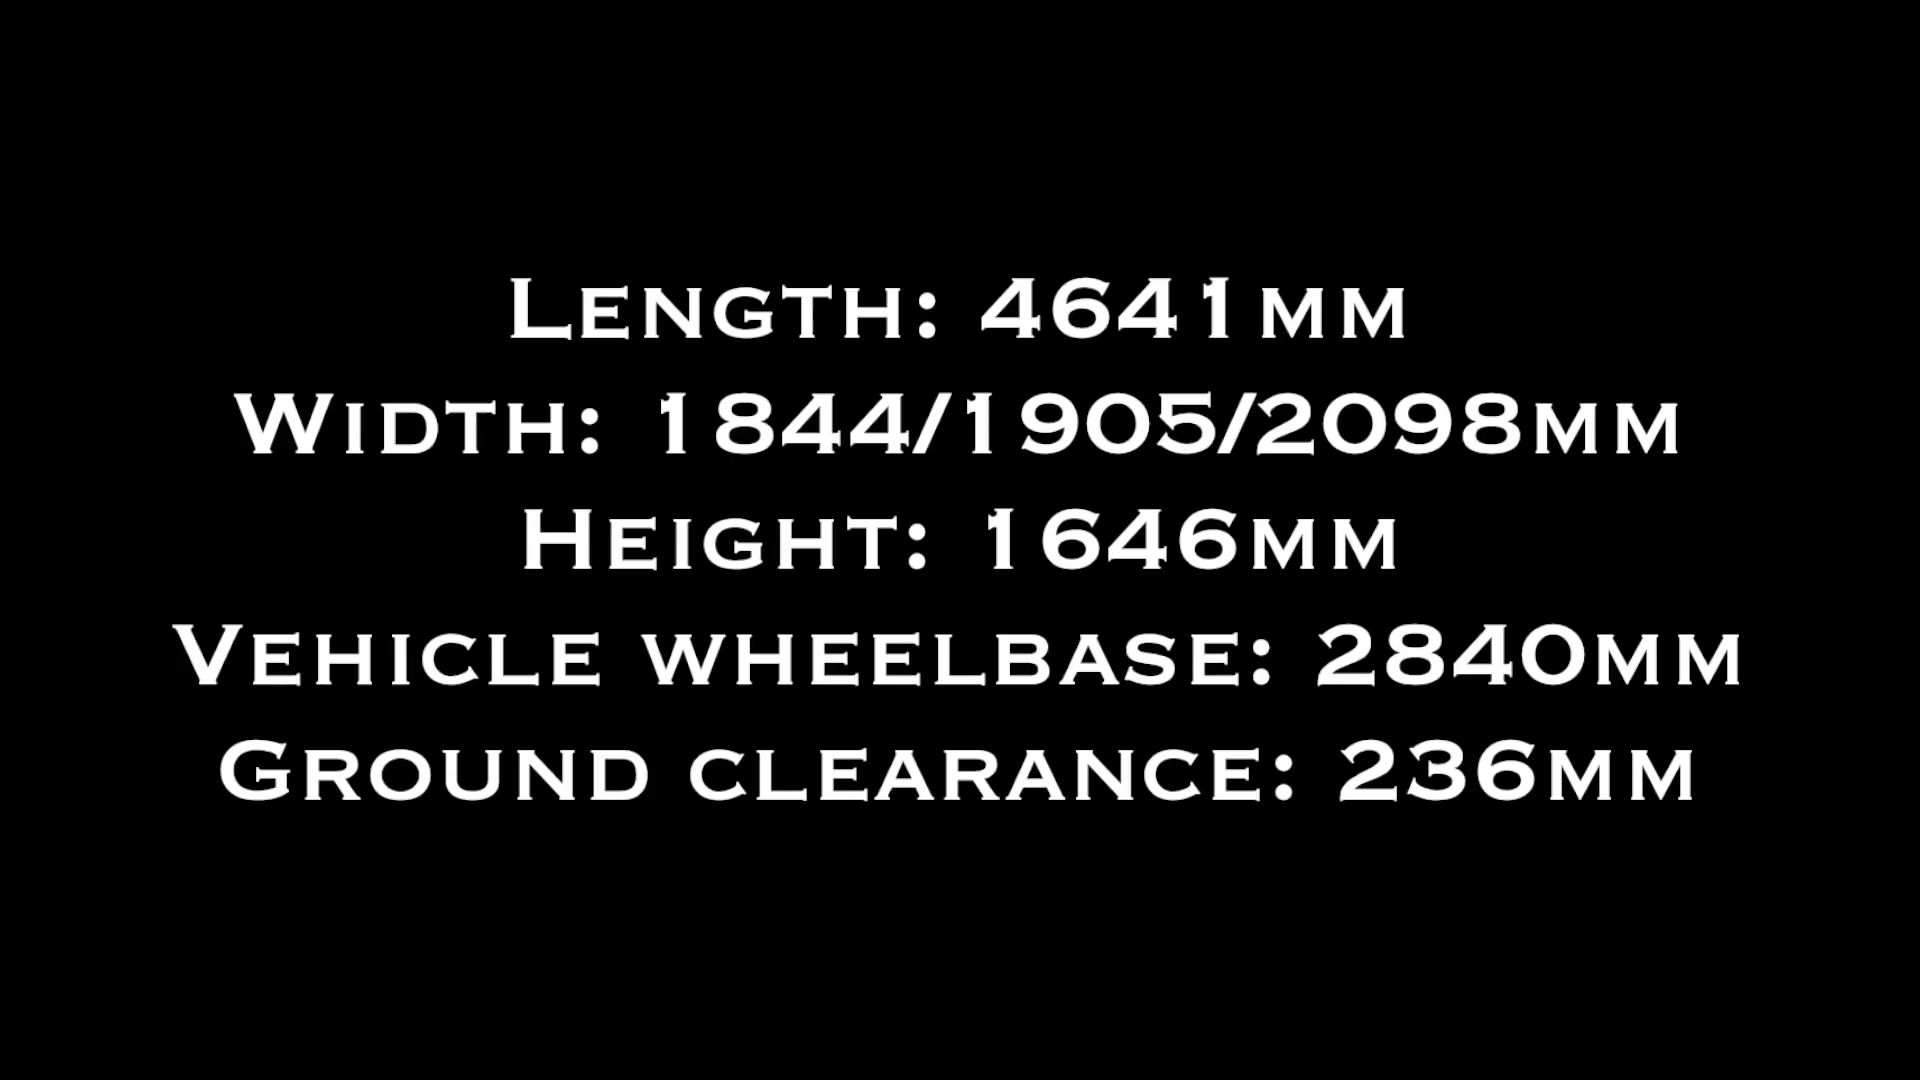 Length: 4641mm
Width: 1844/1905/2098mm
Height: 1646mm
Vehicle wheelbase: 2840mm
Ground clearance: 236mm